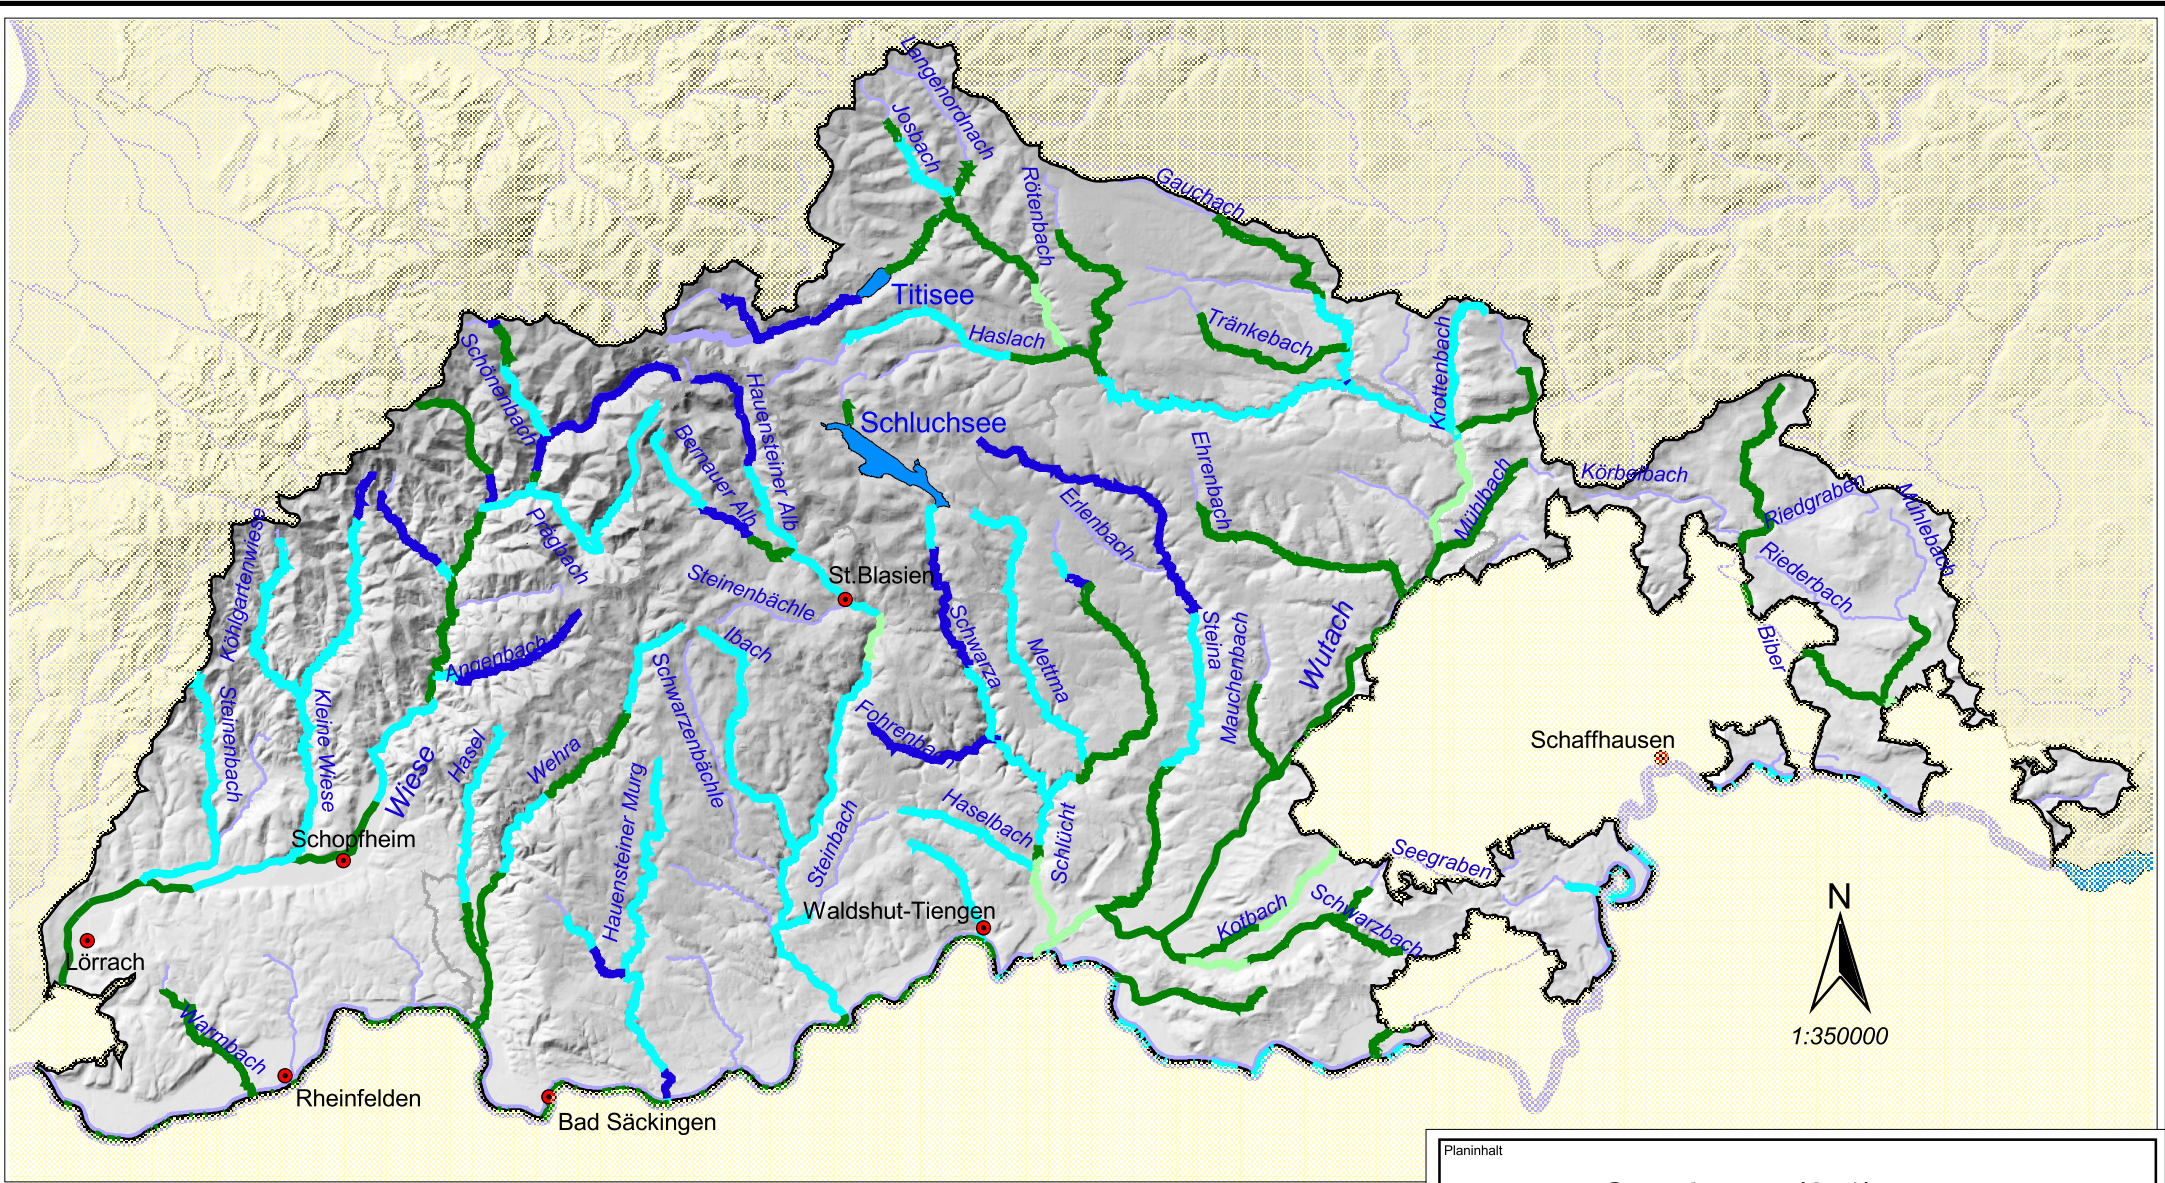 Langenordnach
Josbach
Rötenbach
Gauchach
Titisee
Haslach
Tränkebach
Krottenbach
Schönenbach
Hauensteiner Alb
Schluchsee
Bernauer Alb
Ehrenbach
Mühlbach
Körbelbach
Riedgraben
Mühlebach
Erlenbach
Prägbach
Köhlgartenwiese
Riederbach
St.Blasien
Steinenbächle
Schwarza
Mettma
Steina
Mauchenbach
Wutach
Biber
Ibach
Angenbach
Schwarzenbächle
Steinenbach
Kleine Wiese
Wiese
Hasel
Wehra
Fohrenbach
Schaffhausen
Hauensteiner Murg
Steinbach
Haselbach
Schlücht
Schopfheim
Seegraben
Schwarzbach
Kotbach
Waldshut-Tiengen
Lörrach
N
1:350000
Warmbach
Rheinfelden
Bad Säckingen
Planinhalt